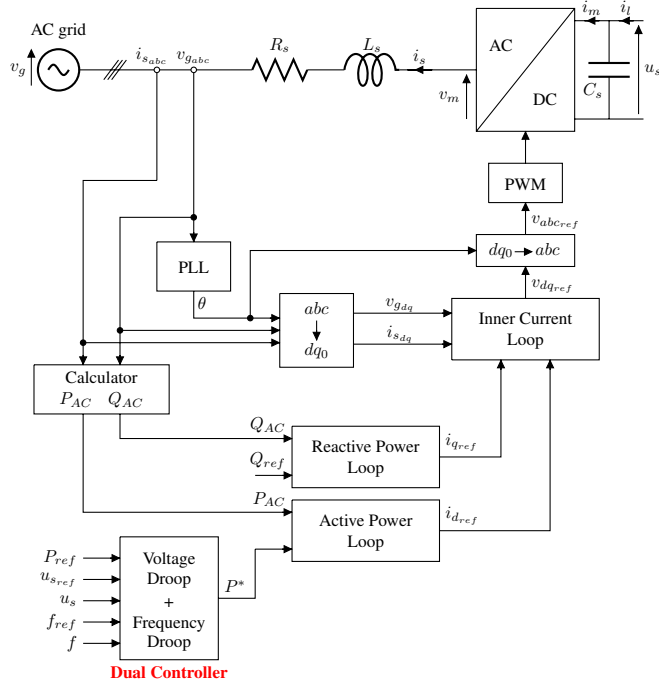 AC grid
v_g
i_{s_{abc}}
v_{g_{abc}}
R_s
L_s
i_s
v_m
AC
DC
i_m
i_l
C_s
u_s
PWM
v_{abc_{ref}}
dq_0 → abc
v_{dq_{ref}}
PLL
θ
abc
↓
dq_0
v_{g_{dq}}
i_{s_{dq}}
Inner Current
Loop
Calculator
P_{AC} Q_{AC}
Q_{AC}
Q_{ref}
Reactive Power
Loop
i_{q_{ref}}
P_{AC}
Active Power
Loop
i_{d_{ref}}
P_{ref}
u_{s_{ref}}
u_s
f_{ref}
f
Voltage
Droop
+
Frequency
Droop
P*
Dual Controller